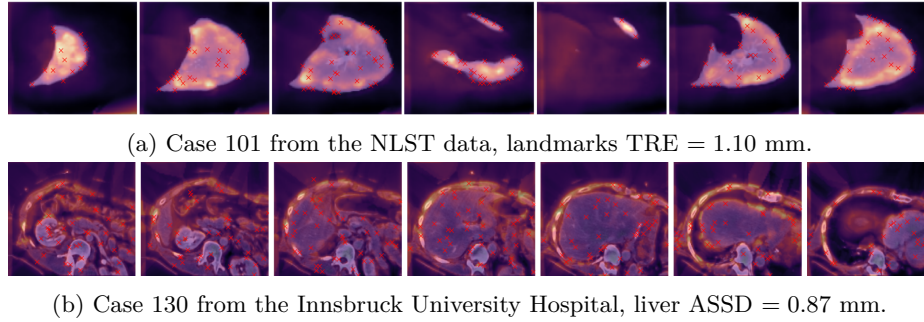 (a) Case 101 from the NLST data, landmarks TRE = 1.10 mm.
(b) Case 130 from the Innsbruck University Hospital, liver ASSD = 0.87 mm.